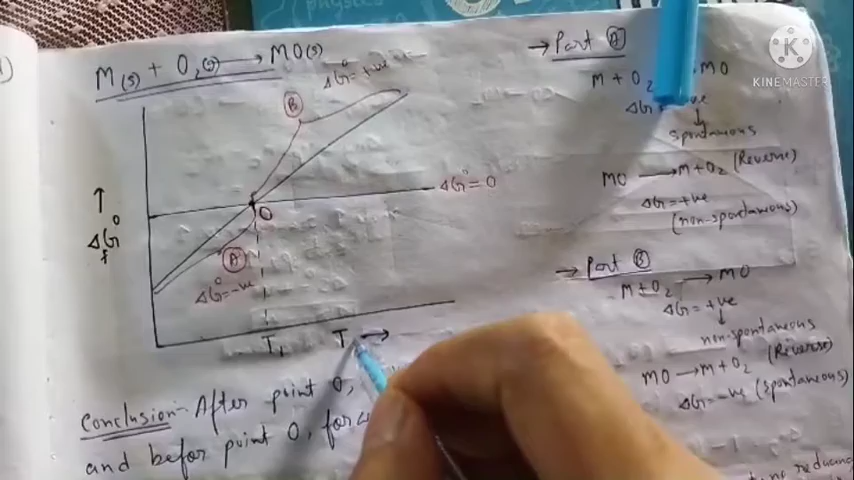 physics
KINEMASTER
M(s) + O₂(g) ⟶ MO(s)
ΔG°=+ve
B
ΔG°=0
O
↑
ΔG°f
A
ΔG°=-ve
T₁
T →
Conclusion:- After point O,
and befor point O, for
→ Part A
M + O₂ MO
ΔG
↓
spontaneous
MO ⟶ M+O₂ (Reverse)
ΔG=+ve
(non-spontaneous)
→ Part B
M+O₂ ⟶ MO
ΔG=+ve
↓
non-spontaneous
MO ⟶ M+O₂ (Reverse)
ΔG=-ve (spontaneous)